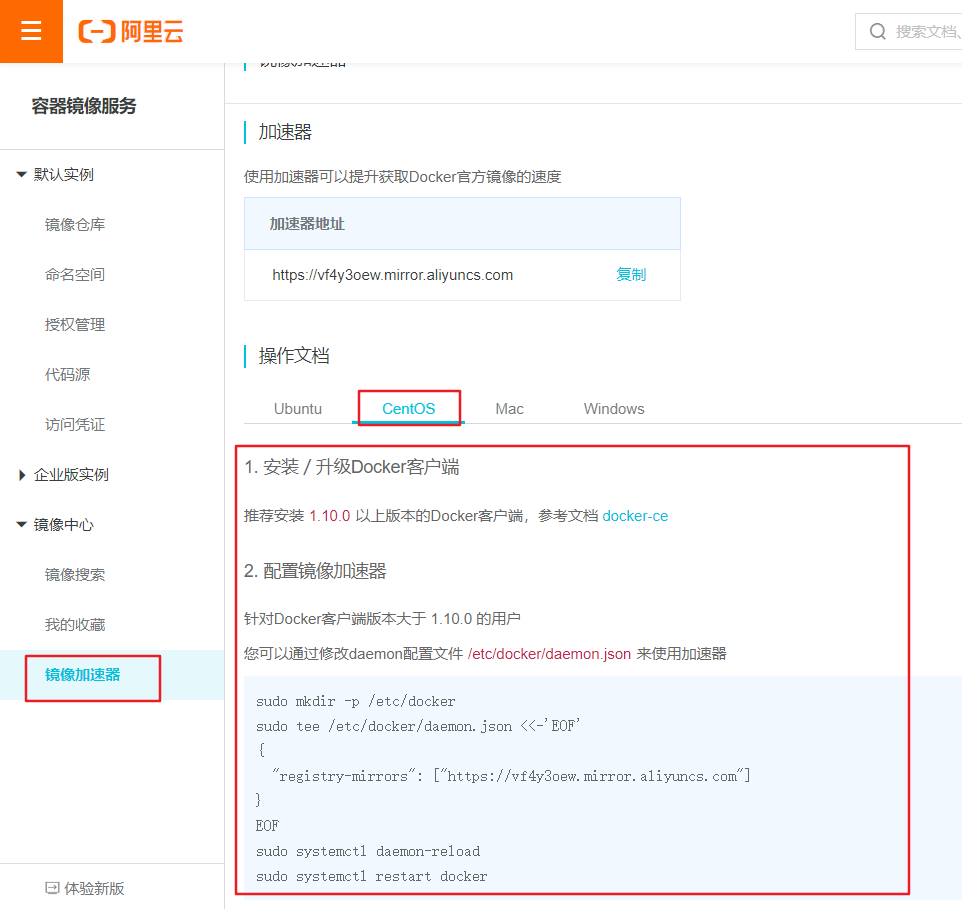 阿里云
搜索文档、
容器镜像服务
默认实例
镜像仓库
命名空间
授权管理
代码源
访问凭证
企业版实例
镜像中心
镜像搜索
我的收藏
镜像加速器
体验新版
镜像加速器
加速器
使用加速器可以提升获取Docker官方镜像的速度
加速器地址
https://vf4y3oew.mirror.aliyuncs.com 复制
操作文档
Ubuntu CentOS Mac Windows
1. 安装 / 升级Docker客户端
推荐安装 1.10.0 以上版本的Docker客户端，参考文档 docker-ce
2. 配置镜像加速器
针对Docker客户端版本大于 1.10.0 的用户
您可以通过修改daemon配置文件 /etc/docker/daemon.json 来使用加速器
sudo mkdir -p /etc/docker
sudo tee /etc/docker/daemon.json <<-'EOF'
{
  "registry-mirrors": ["https://vf4y3oew.mirror.aliyuncs.com"]
}
EOF
sudo systemctl daemon-reload
sudo systemctl restart docker